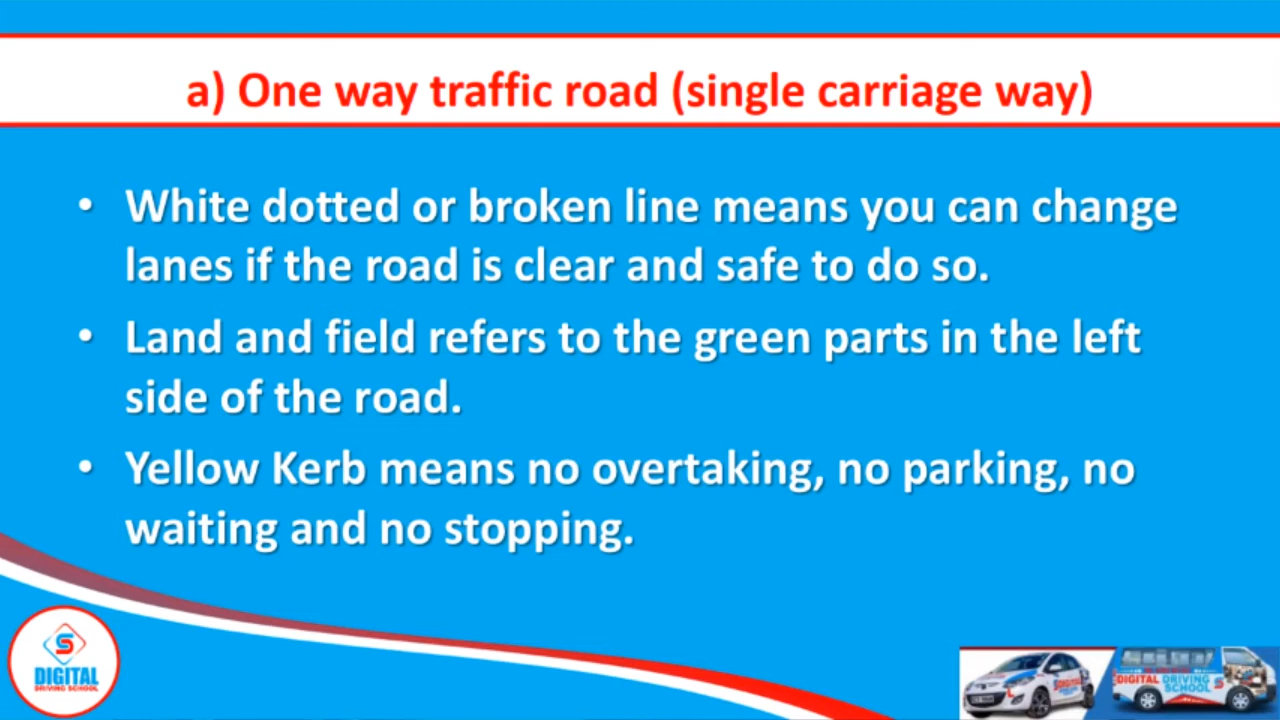 a) One way traffic road (single carriage way)
• White dotted or broken line means you can change
lanes if the road is clear and safe to do so.
• Land and field refers to the green parts in the left
side of the road.
• Yellow Kerb means no overtaking, no parking, no
waiting and no stopping.
S
DIGITAL
DRIVING SCHOOL
DIGITAL DRIVING
SCHOOL